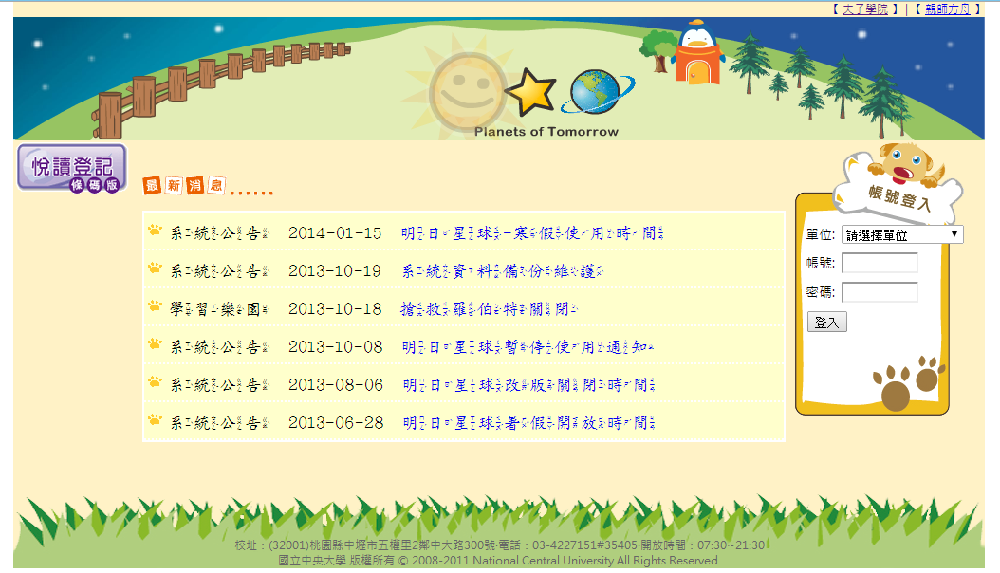 【 夫子學院 】 | 【 親師方舟 】
Planets of Tomorrow
悅讀登記
條碼版
最新消息......
帳號登入
系統公告 2014-01-15 明日星球-寒假使用時間
系統公告 2013-10-19 系統資料備份維護
學習樂園 2013-10-18 搶救羅伯特關閉
系統公告 2013-10-08 明日星球暫停使用通知
系統公告 2013-08-06 明日星球改版關閉時間
系統公告 2013-06-28 明日星球暑假開放時間
單位: 請選擇單位
帳號:
密碼:
登入
校址：(32001)桃園縣中壢市五權里2鄰中大路300號‧電話：03-4227151#35405‧開放時間：07:30~21:30
國立中央大學 版權所有 © 2008-2011 National Central University All Rights Reserved.